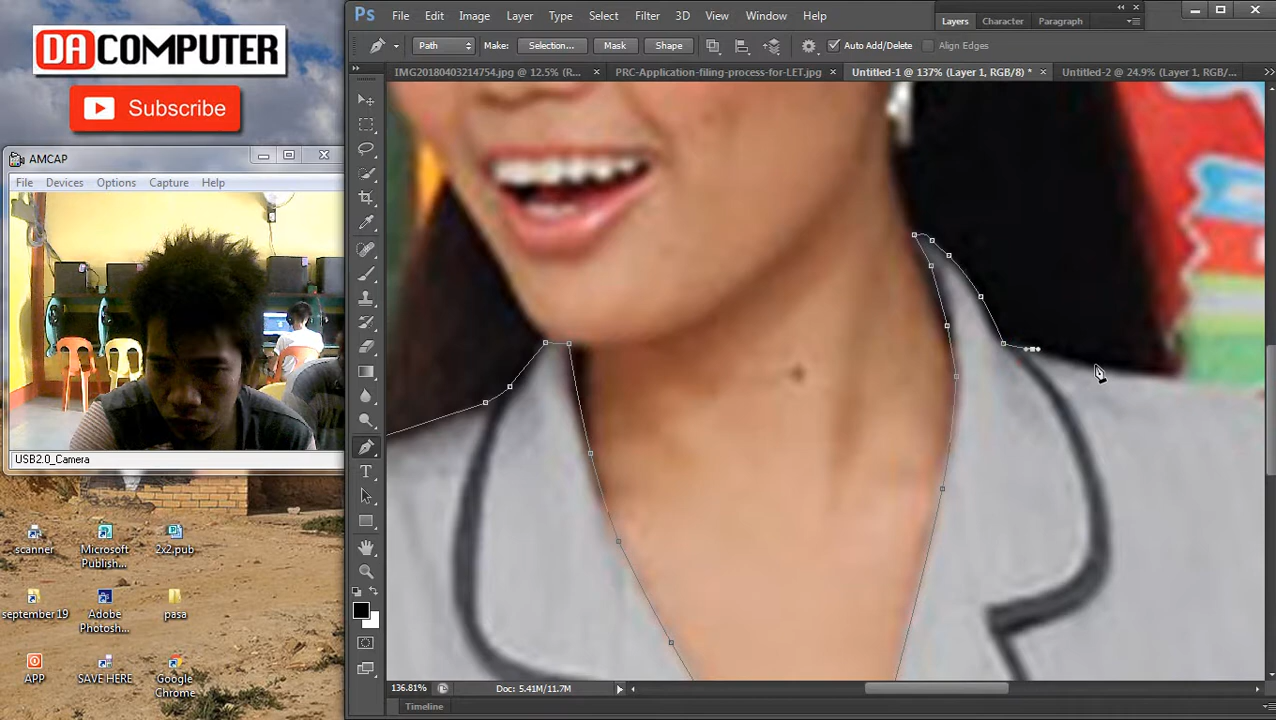 DACOMPUTER
Subscribe
AMCAP
File Devices Options Capture Help
USB2.0_Camera
scanner
Microsoft Publish...
2x2.pub
september 19
Adobe Photosh...
pasa
APP
SAVE HERE
Google Chrome
Ps File Edit Image Layer Type Select Filter 3D View Window Help
Layers Character Paragraph
Path Make: Selection... Mask Shape Auto Add/Delete Align Edges
IMG20180403214754.jpg @ 12.5% (R... PRC-Application-filing-process-for-LET.jpg Untitled-1 @ 137% (Layer 1, RGB/8) * Untitled-2 @ 24.9% (Layer 1, RGB/...
T
136.81% Doc: 5.41M/11.7M
Timeline